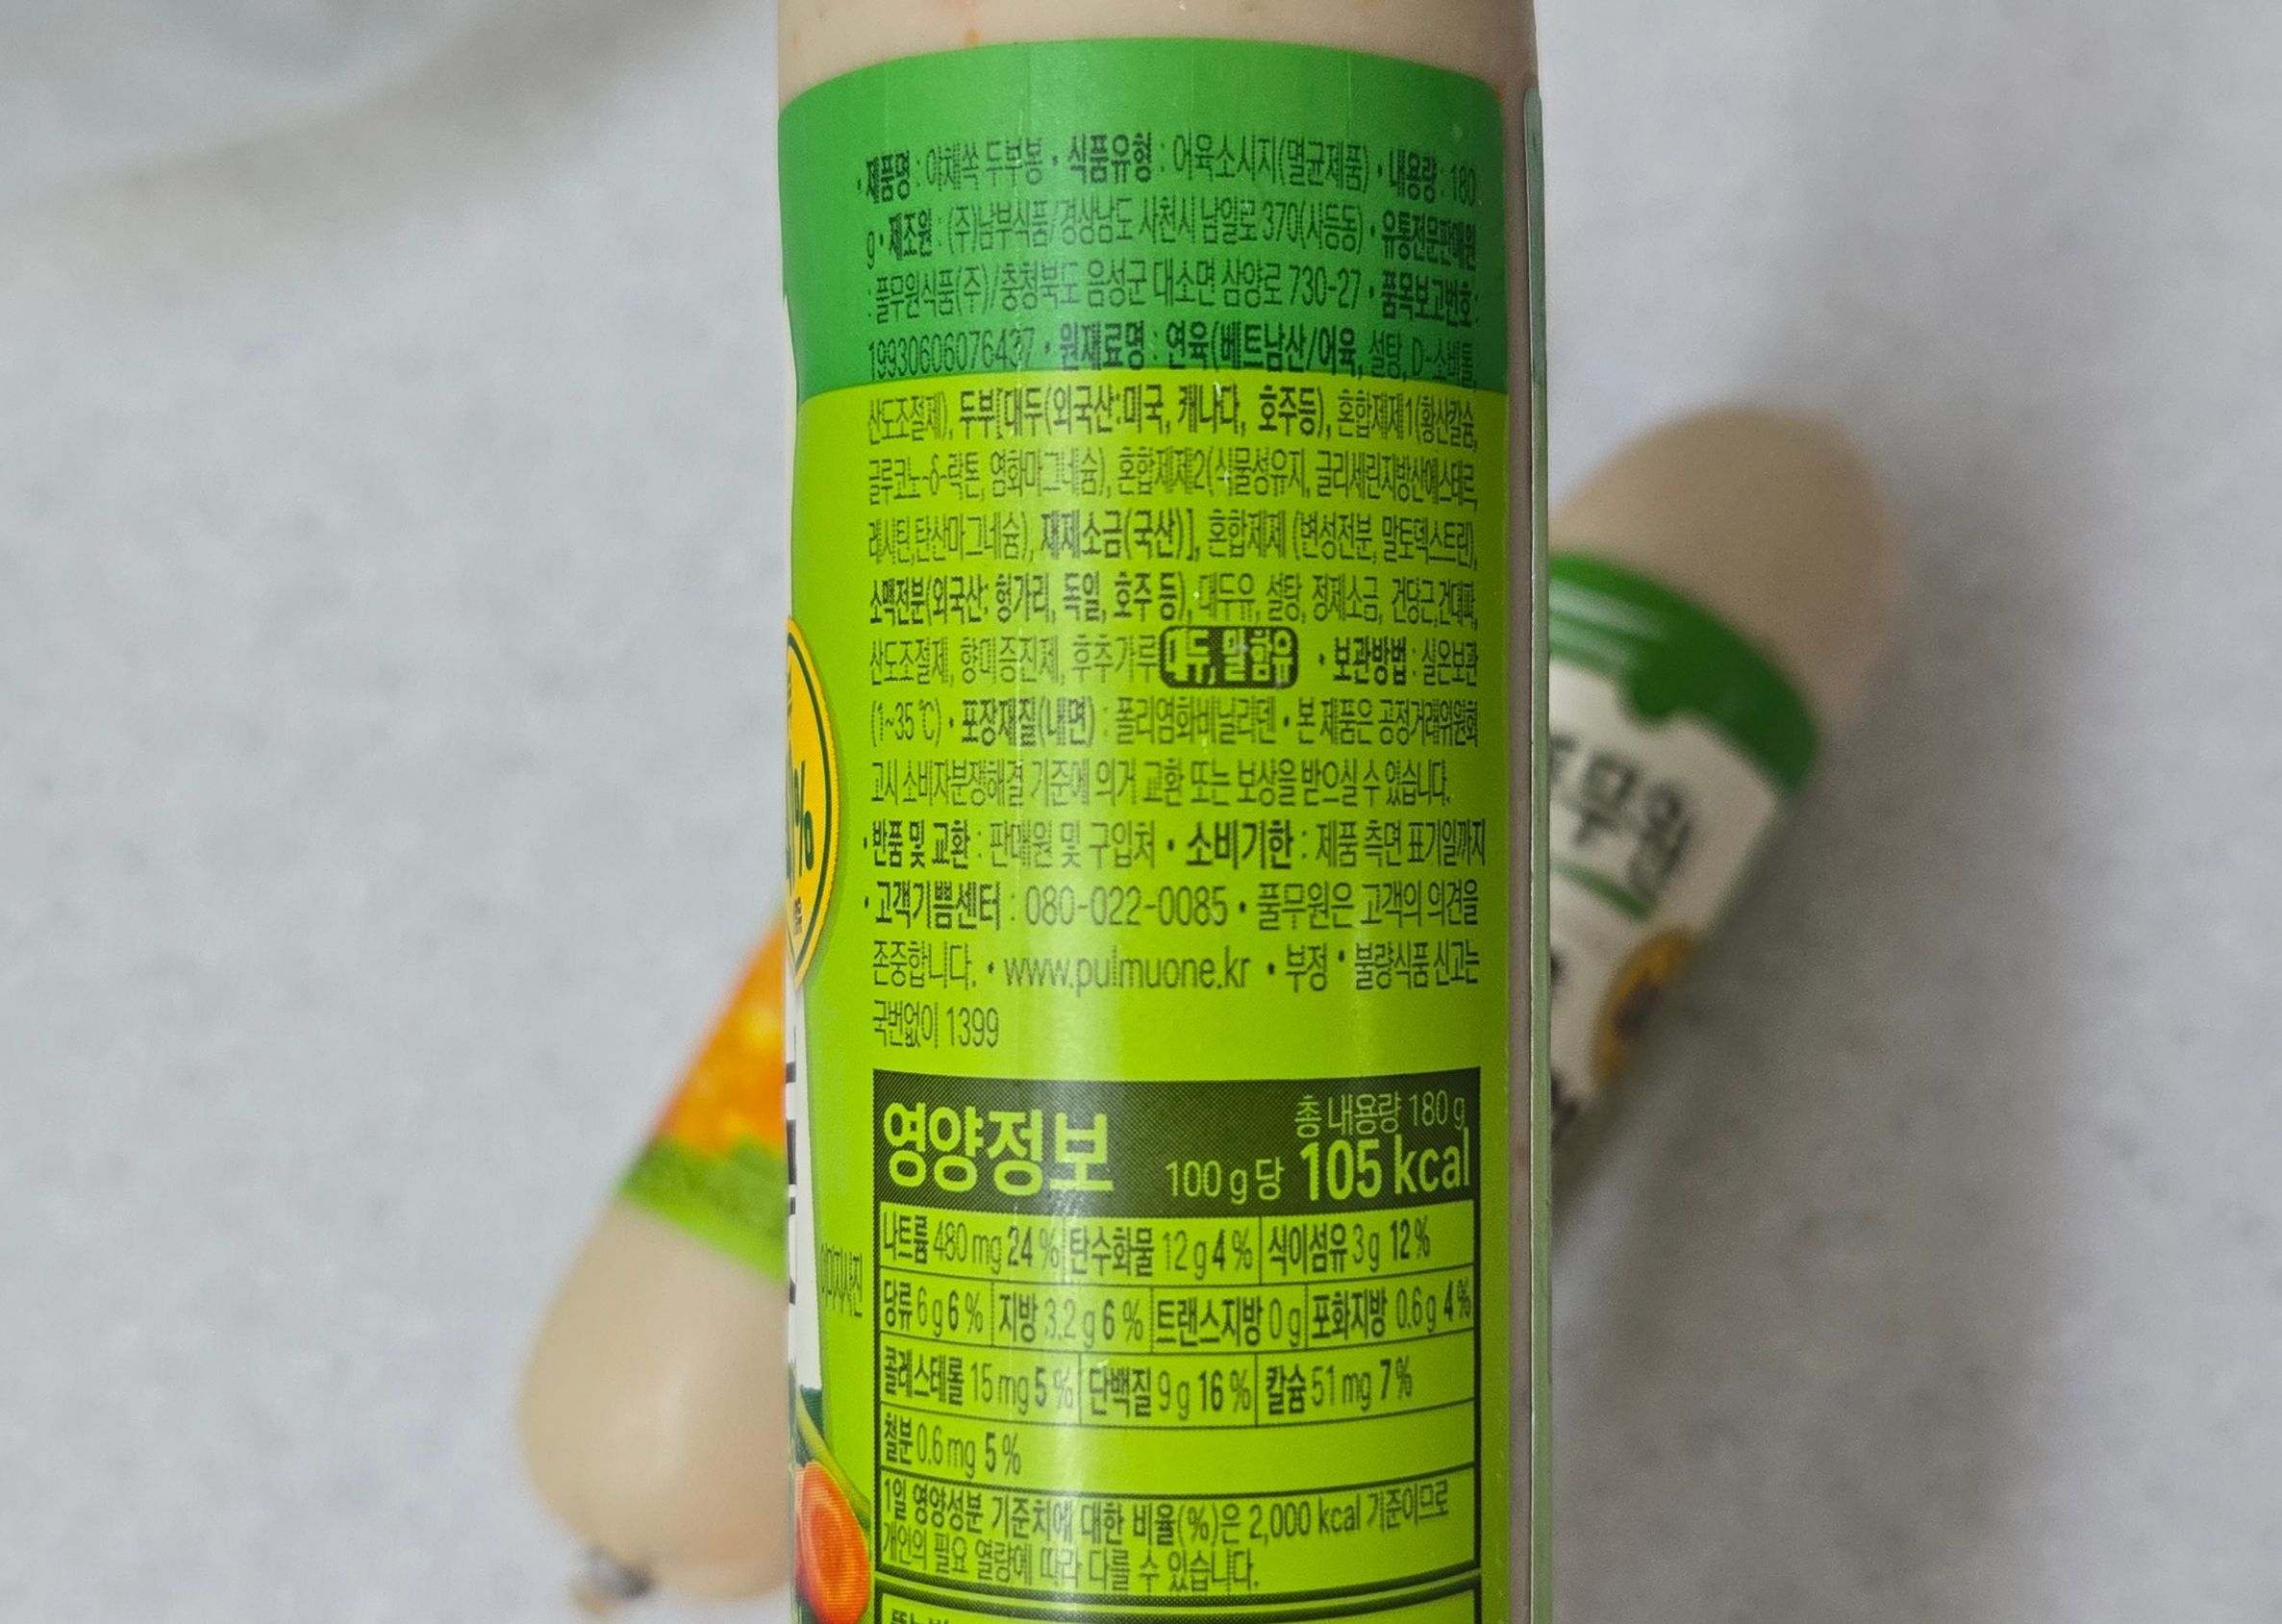 •제품명 : 야채쏙 두부봉 • 식품유형 : 어육소시지(멸균제품) • 내용량 : 180
g • 제조원 : (주)남부식품/경상남도 사천시 남일로 370(사등동) • 유통전문판매원
: 풀무원식품(주)/충청북도 음성군 대소면 삼양로 730-27 • 품목보고번호:
19930606076437 • 원재료명 : 연육(베트남산/어육, 설탕, D-소비톨,
산도조절제), 두부[대두(외국산:미국, 캐나다, 호주등), 혼합제제1(황산칼슘,
글루코노-δ-락톤, 염화마그네슘), 혼합제제2(식물성유지, 글리세린지방산에스테르,
레시틴,탄산마그네슘), 재제소금(국산)], 혼합제제 (변성전분, 말토덱스트린),
소맥전분(외국산: 헝가리, 독일, 호주 등), 대두유, 설탕, 정제소금, 건당근,건대파,
산도조절제, 향미증진제, 후추가루 대두, 밀 함유 • 보관방법 : 실온보관
(1~35 ℃) • 포장재질(내면) : 폴리염화비닐리덴 • 본 제품은 공정거래위원회
고시 소비자분쟁해결 기준에 의거 교환 또는 보상을 받으실 수 있습니다.
• 반품 및 교환 : 판매원 및 구입처 • 소비기한 : 제품 측면 표기일까지
• 고객기쁨센터 : 080-022-0085 • 풀무원은 고객의 의견을
존중합니다. • www.pulmuone.kr • 부정 • 불량식품 신고는
국번없이 1399
영양정보 총 내용량 180 g
100 g당 105 kcal
나트륨 480 mg 24 % 탄수화물 12 g 4 % 식이섬유 3 g 12 %
당류 6 g 6 % 지방 3.2 g 6 % 트랜스지방 0 g 포화지방 0.6 g 4 %
콜레스테롤 15 mg 5 % 단백질 9 g 16 % 칼슘 51 mg 7 %
철분 0.6 mg 5 %
1일 영양성분 기준치에 대한 비율(%)은 2,000 kcal 기준이므로
개인의 필요 열량에 따라 다를 수 있습니다.
이미지사진
%
무원